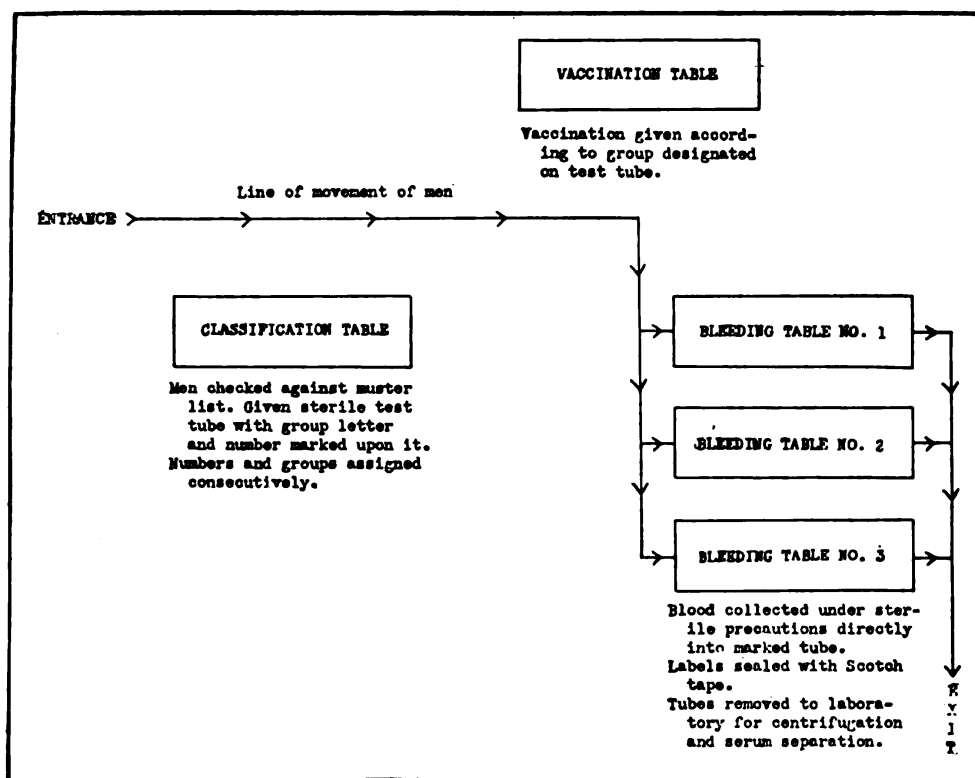 VACCINATION TABLE
Vaccination given accord-
ing to group designated
on test tube.
Line of movement of men
ENTRANCE
CLASSIFICATION TABLE
Men checked against muster
list. Given sterile test
tube with group letter
and number marked upon it.
Numbers and groups assigned
consecutively.
BLEEDING TABLE NO. 1
BLEEDING TABLE NO. 2
BLEEDING TABLE NO. 3
Blood collected under ster-
ile precautions directly
into marked tube.
Labels sealed with Scotch
tape.
Tubes removed to labora-
tory for centrifugation
and serum separation.
EXIT